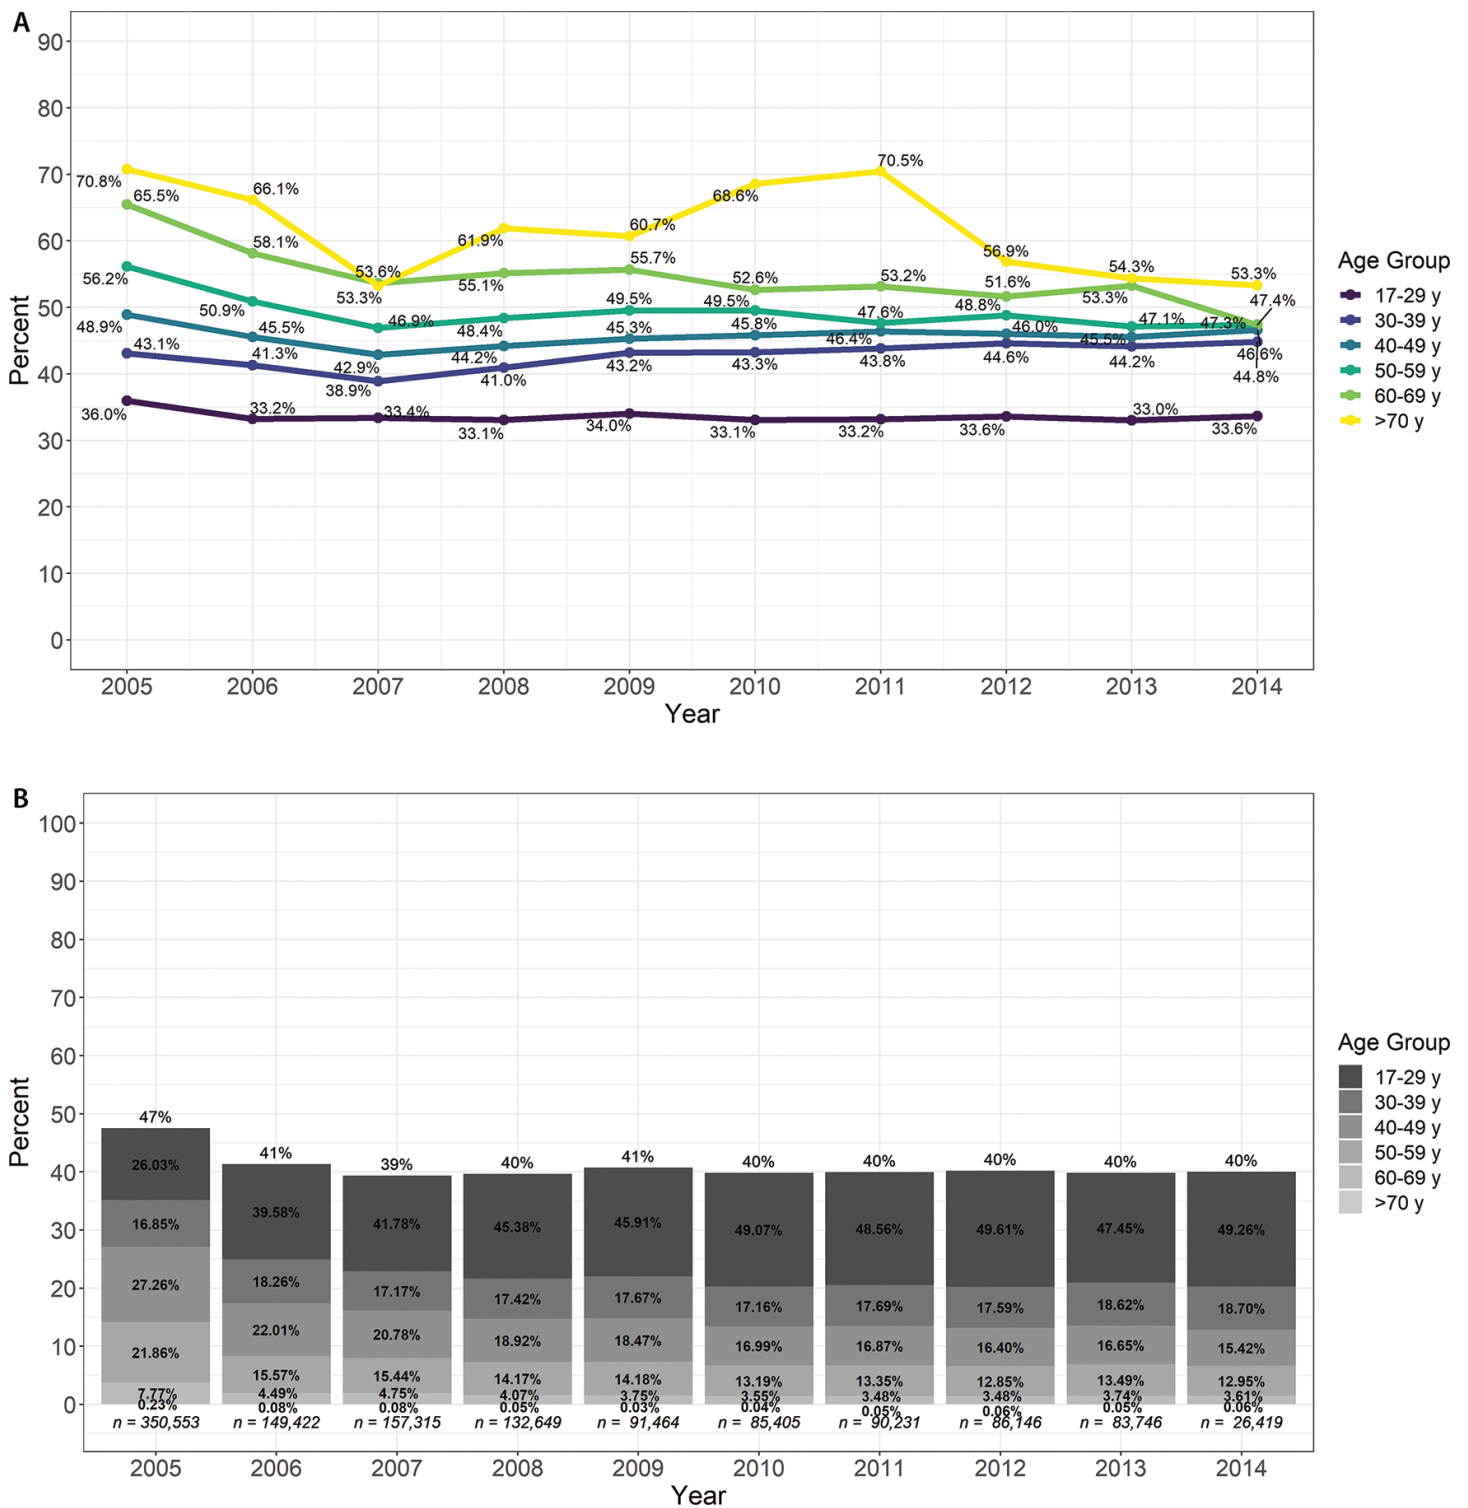 A
90
80
70
60
50
40
30
20
10
0
Percent
70.8%
66.1%
53.3%
61.9%
60.7%
68.6%
70.5%
56.9%
54.3%
53.3%
65.5%
58.1%
53.6%
55.1%
55.7%
52.6%
53.2%
51.6%
53.3%
47.4%
56.2%
50.9%
46.9%
48.4%
49.5%
49.5%
47.6%
48.8%
47.1%
47.3%
48.9%
45.5%
42.9%
44.2%
45.3%
45.8%
46.4%
46.0%
45.5%
46.6%
43.1%
41.3%
38.9%
41.0%
43.2%
43.3%
43.8%
44.6%
44.2%
44.8%
36.0%
33.2%
33.4%
33.1%
34.0%
33.1%
33.2%
33.6%
33.0%
33.6%
2005 2006 2007 2008 2009 2010 2011 2012 2013 2014
Year
Age Group
17-29 y
30-39 y
40-49 y
50-59 y
60-69 y
>70 y
B
100
90
80
70
60
50
40
30
20
10
0
Percent
47% 41% 39% 40% 41% 40% 40% 40% 40% 40%
26.03% 39.58% 41.78% 45.38% 45.91% 49.07% 48.56% 49.61% 47.45% 49.26%
16.85% 18.26% 17.17% 17.42% 17.67% 17.16% 17.69% 17.59% 18.62% 18.70%
27.26% 22.01% 20.78% 18.92% 18.47% 16.99% 16.87% 16.40% 16.65% 15.42%
21.86% 15.57% 15.44% 14.17% 14.18% 13.19% 13.35% 12.85% 13.49% 12.95%
7.77% 4.49% 4.75% 4.07% 3.75% 3.55% 3.48% 3.48% 3.74% 3.61%
0.23% 0.08% 0.08% 0.05% 0.03% 0.04% 0.05% 0.06% 0.05% 0.06%
n = 350,553 n = 149,422 n = 157,315 n = 132,649 n = 91,464 n = 85,405 n = 90,231 n = 86,146 n = 83,746 n = 26,419
2005 2006 2007 2008 2009 2010 2011 2012 2013 2014
Year
Age Group
17-29 y
30-39 y
40-49 y
50-59 y
60-69 y
>70 y